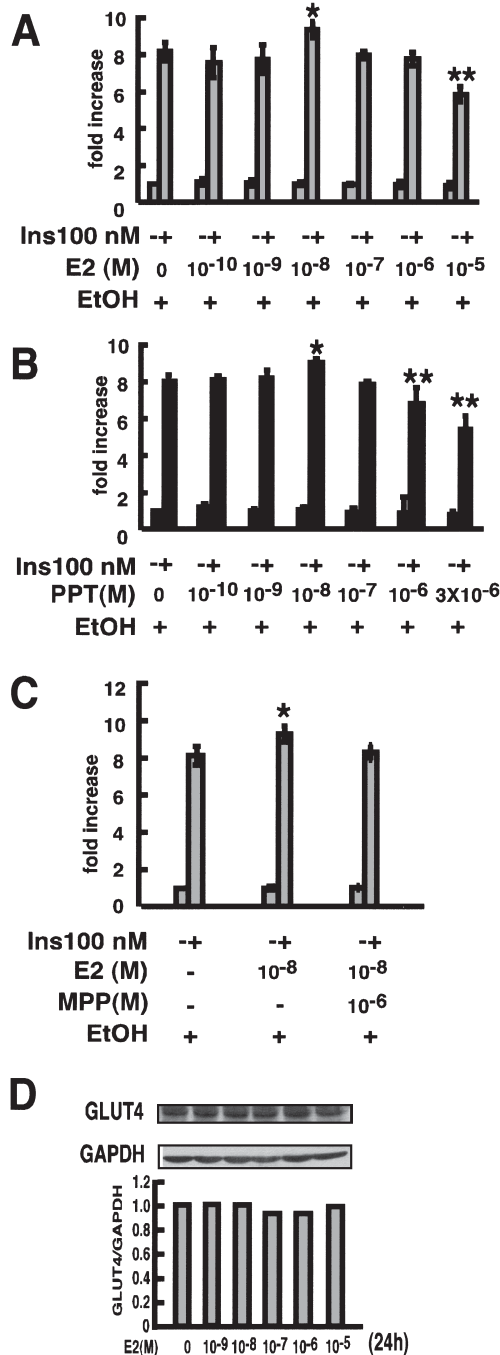 A
fold increase
10
8
6
4
2
0
*
**
Ins100 nM -+ -+ -+ -+ -+ -+ -+
E2 (M) 0 10-10 10-9 10-8 10-7 10-6 10-5
EtOH + + + + + + +
B
fold increase
10
8
6
4
2
0
*
**
**
Ins100 nM -+ -+ -+ -+ -+ -+ -+
PPT(M) 0 10-10 10-9 10-8 10-7 10-6 3X10-6
EtOH + + + + + + +
C
fold increase
12
10
8
6
4
2
0
*
Ins100 nM -+ -+ -+
E2 (M) - 10-8 10-8
MPP(M) - - 10-6
EtOH + + +
D
GLUT4
GAPDH
GLUT4/GAPDH
1.2
1.0
0.8
0.6
0.4
0.2
0
E2(M) 0 10-9 10-8 10-7 10-6 10-5 (24h)